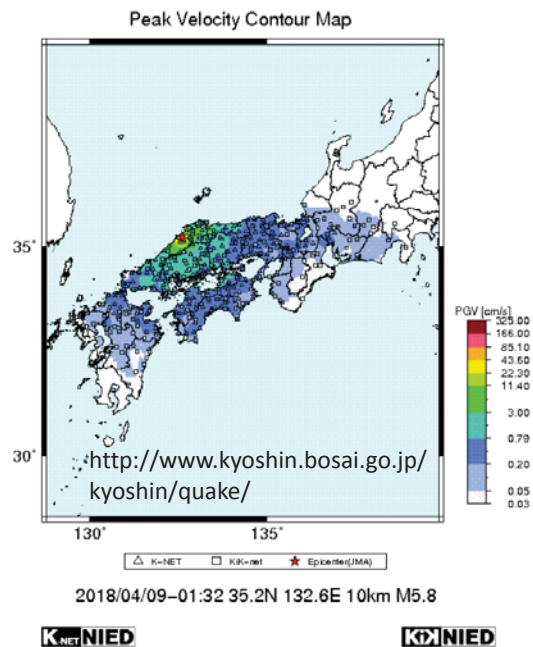 Peak Velocity Contour Map
35°
30°
130°
135°
PGV [cm/s]
325.00
166.00
85.10
43.60
22.30
11.40
3.00
0.79
0.20
0.05
0.03
http://www.kyoshin.bosai.go.jp/
kyoshin/quake/
K-NET KiK-net Epicenter(JMA)
2018/04/09-01:32 35.2N 132.6E 10km M5.8
K-NET NIED KiK NIED